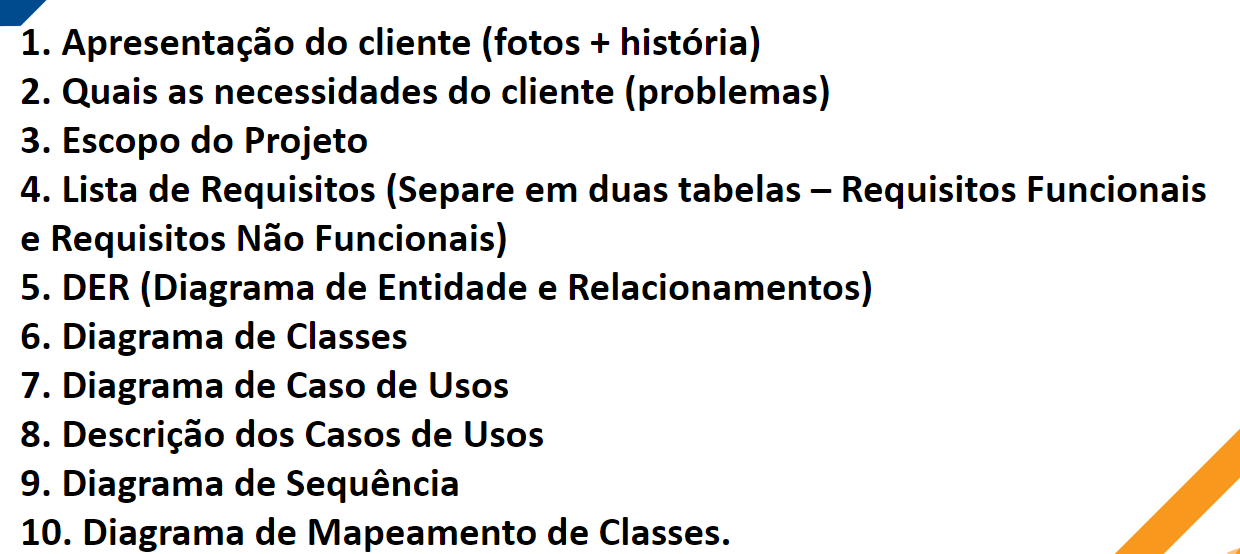 1. Apresentação do cliente (fotos + história)
2. Quais as necessidades do cliente (problemas)
3. Escopo do Projeto
4. Lista de Requisitos (Separe em duas tabelas – Requisitos Funcionais
e Requisitos Não Funcionais)
5. DER (Diagrama de Entidade e Relacionamentos)
6. Diagrama de Classes
7. Diagrama de Caso de Usos
8. Descrição dos Casos de Usos
9. Diagrama de Sequência
10. Diagrama de Mapeamento de Classes.